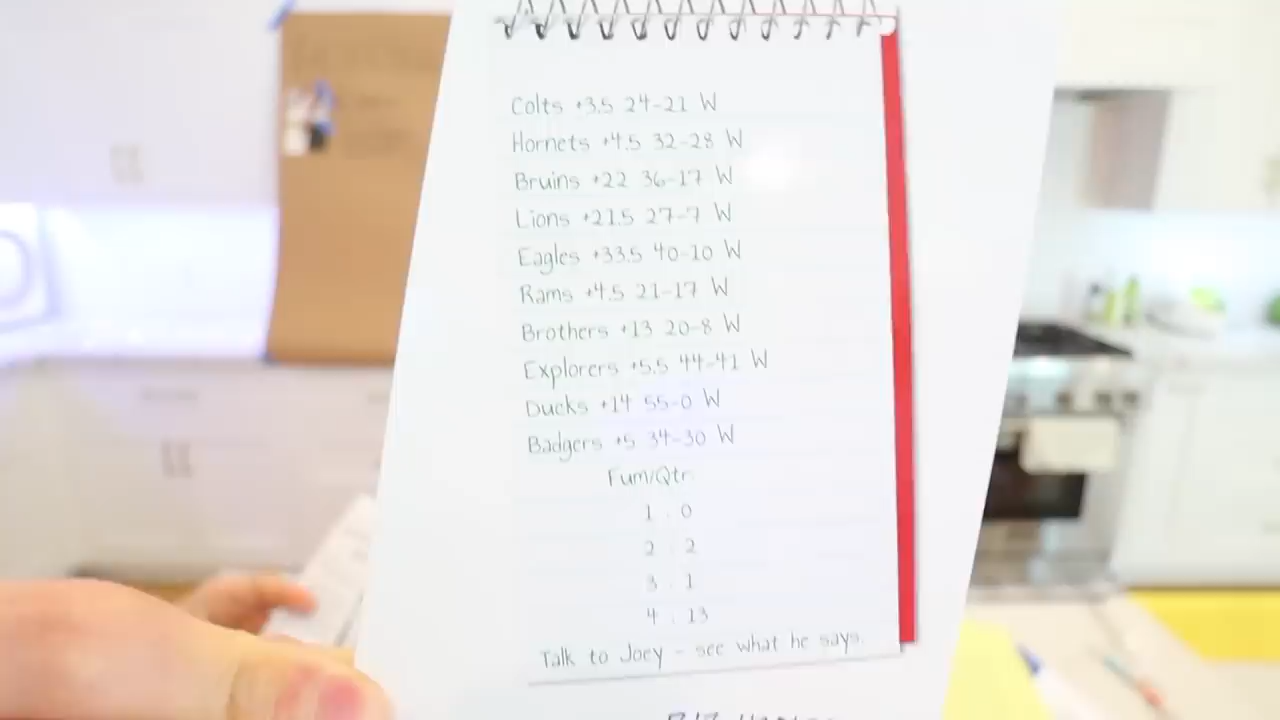 Colts +3.5 24-21 W
Hornets +4.5 32-28 W
Bruins +22 36-17 W
Lions +21.5 27-7 W
Eagles +33.5 40-10 W
Rams +4.5 21-17 W
Brothers +13 20-8 W
Explorers +5.5 44-41 W
Ducks +14 55-0 W
Badgers +5 34-30 W
Fum/Qtr
1 . 0
2 . 2
3 . 1
4 . 13
Talk to Joey - see what he says.